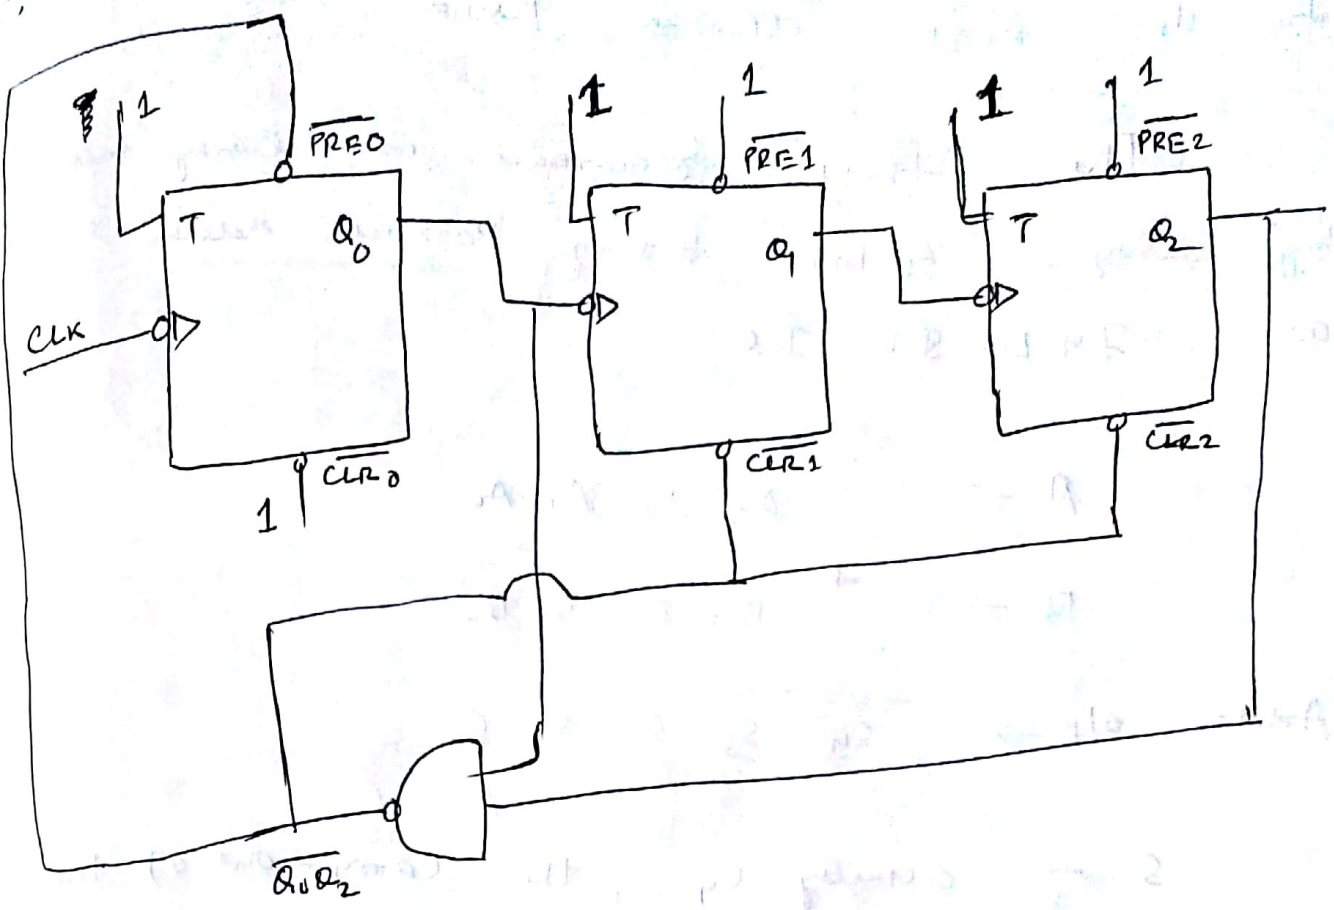 1 1 1 1 1
PRE0 PRE1 PRE2
T Q0 T Q1 T Q2
CLK
CLR0 CLR1 CLR2
1
Q0Q2